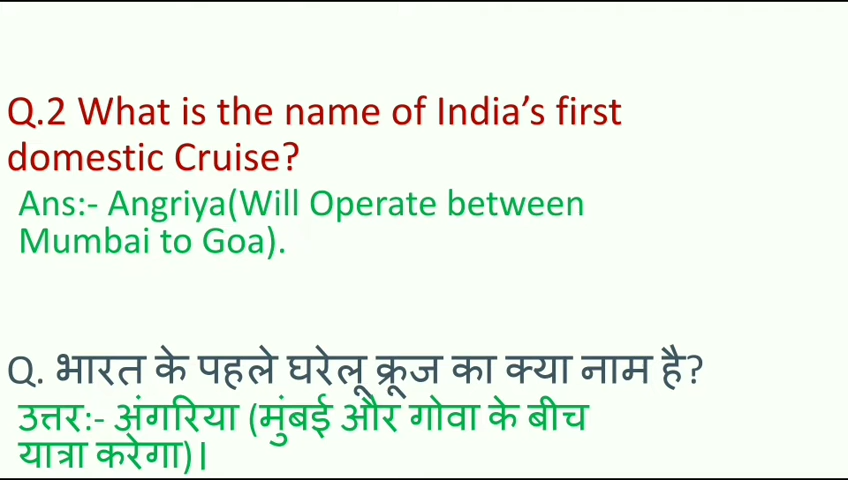 Q.2 What is the name of India’s first
domestic Cruise?
Ans:- Angriya(Will Operate between
Mumbai to Goa).
Q. भारत के पहले घरेलू क्रूज का क्या नाम है?
उत्तर:- अंगरिया (मुंबई और गोवा के बीच
यात्रा करेगा)।